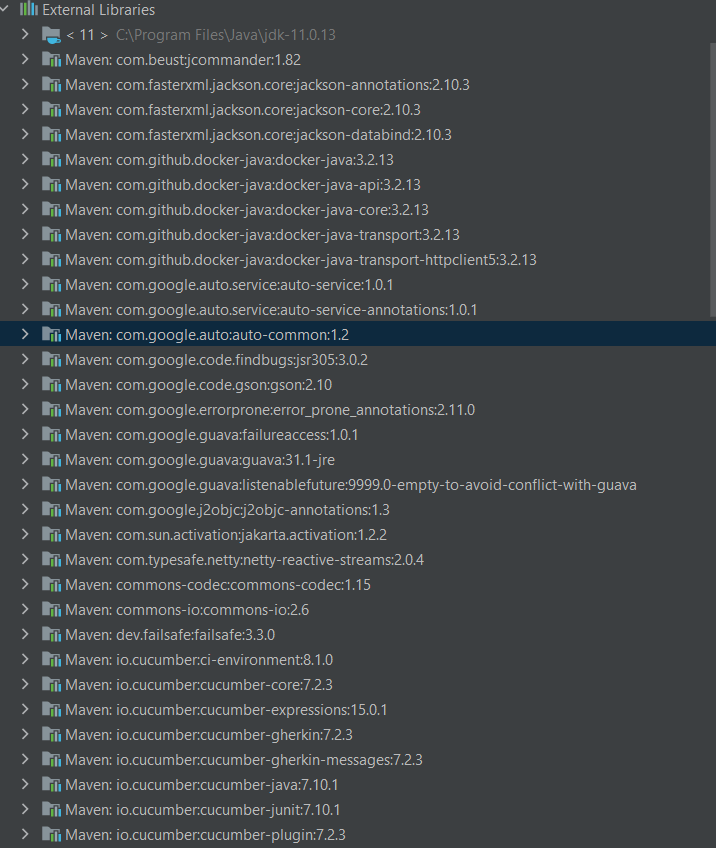 External Libraries
< 11 > C:\Program Files\Java\jdk-11.0.13
Maven: com.beust:jcommander:1.82
Maven: com.fasterxml.jackson.core:jackson-annotations:2.10.3
Maven: com.fasterxml.jackson.core:jackson-core:2.10.3
Maven: com.fasterxml.jackson.core:jackson-databind:2.10.3
Maven: com.github.docker-java:docker-java:3.2.13
Maven: com.github.docker-java:docker-java-api:3.2.13
Maven: com.github.docker-java:docker-java-core:3.2.13
Maven: com.github.docker-java:docker-java-transport:3.2.13
Maven: com.github.docker-java:docker-java-transport-httpclient5:3.2.13
Maven: com.google.auto.service:auto-service:1.0.1
Maven: com.google.auto.service:auto-service-annotations:1.0.1
Maven: com.google.auto:auto-common:1.2
Maven: com.google.code.findbugs:jsr305:3.0.2
Maven: com.google.code.gson:gson:2.10
Maven: com.google.errorprone:error_prone_annotations:2.11.0
Maven: com.google.guava:failureaccess:1.0.1
Maven: com.google.guava:guava:31.1-jre
Maven: com.google.guava:listenablefuture:9999.0-empty-to-avoid-conflict-with-guava
Maven: com.google.j2objc:j2objc-annotations:1.3
Maven: com.sun.activation:jakarta.activation:1.2.2
Maven: com.typesafe.netty:netty-reactive-streams:2.0.4
Maven: commons-codec:commons-codec:1.15
Maven: commons-io:commons-io:2.6
Maven: dev.failsafe:failsafe:3.3.0
Maven: io.cucumber:ci-environment:8.1.0
Maven: io.cucumber:cucumber-core:7.2.3
Maven: io.cucumber:cucumber-expressions:15.0.1
Maven: io.cucumber:cucumber-gherkin:7.2.3
Maven: io.cucumber:cucumber-gherkin-messages:7.2.3
Maven: io.cucumber:cucumber-java:7.10.1
Maven: io.cucumber:cucumber-junit:7.10.1
Maven: io.cucumber:cucumber-plugin:7.2.3